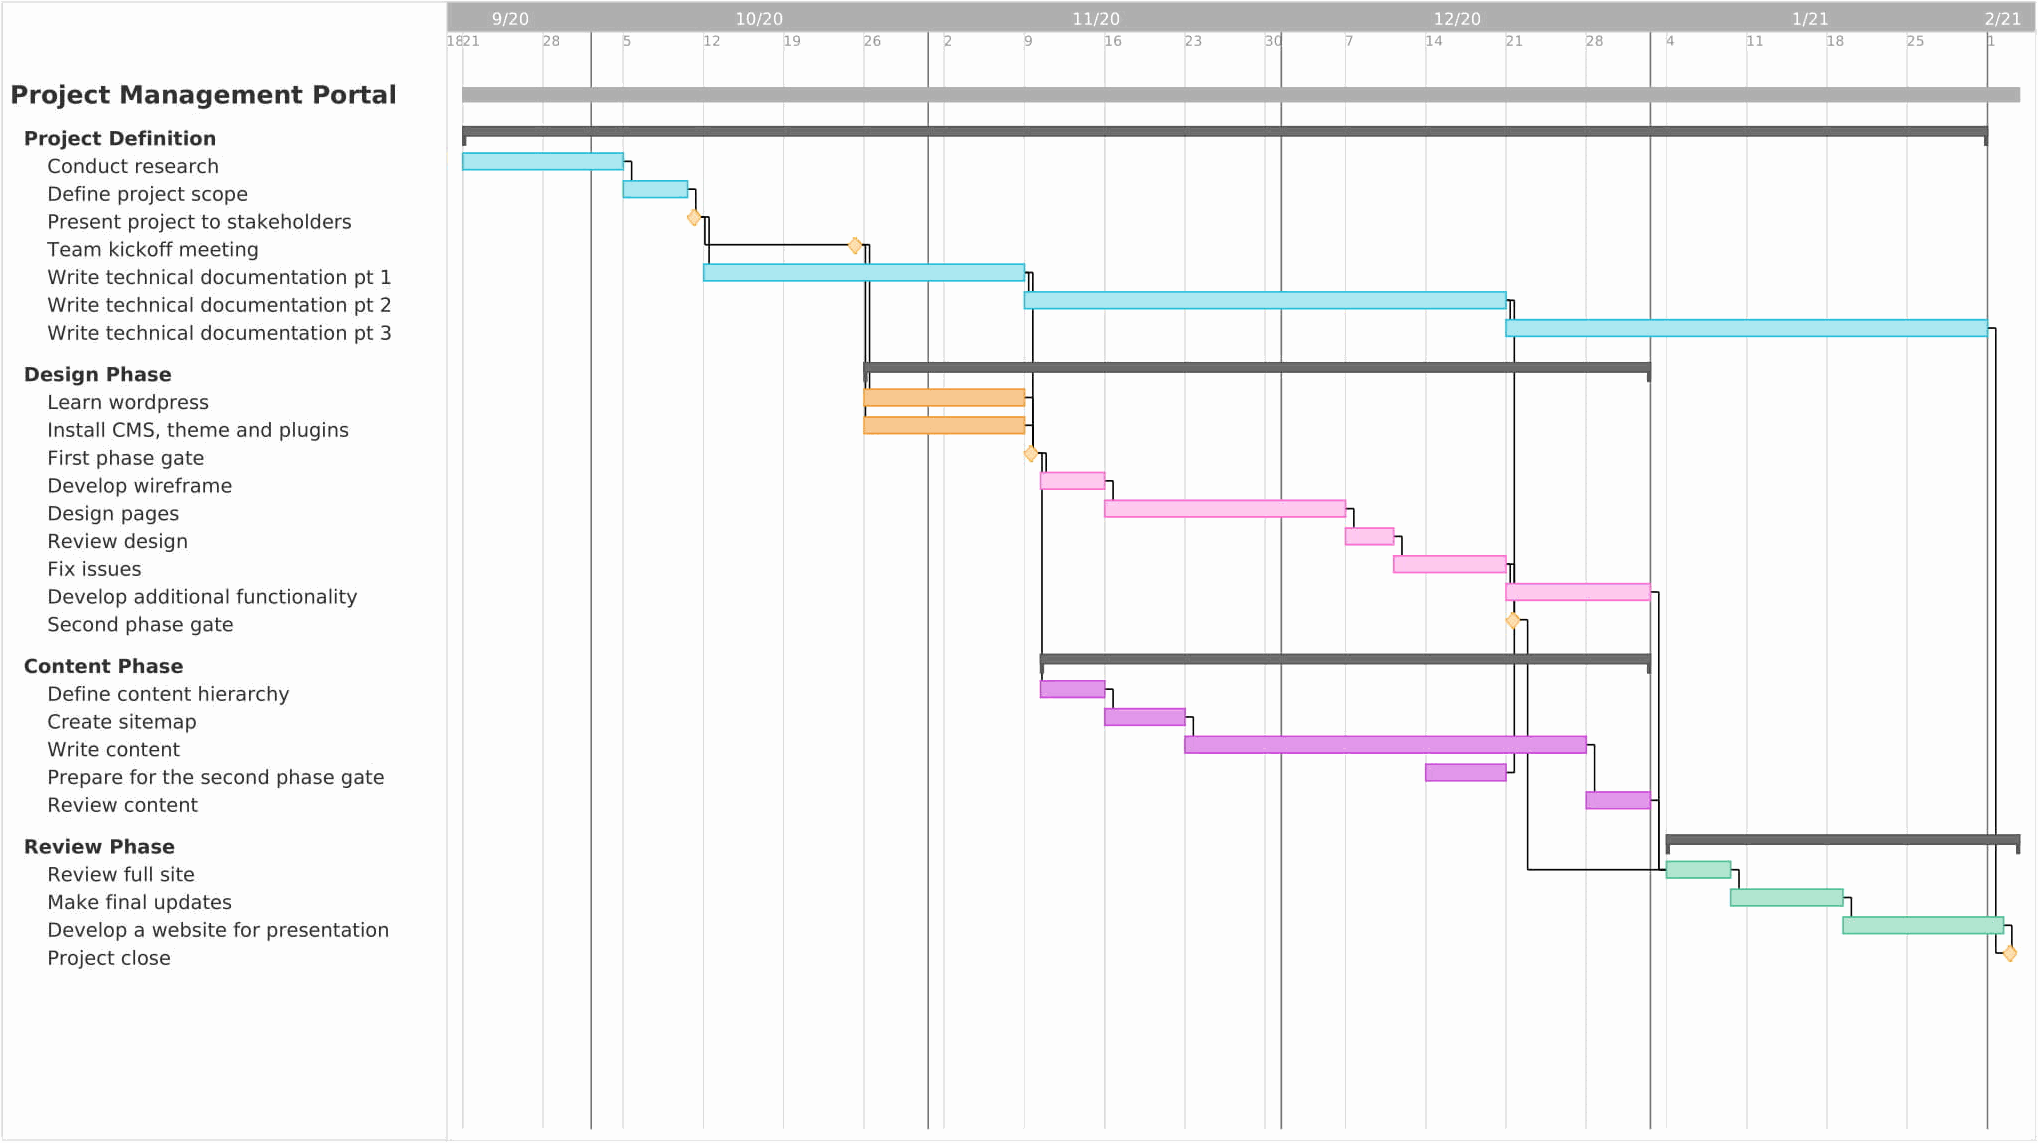 9/20 10/20 11/20 12/20 1/21 2/21
18 21 28 5 12 19 26 2 9 16 23 30 7 14 21 28 4 11 18 25 1
Project Management Portal
Project Definition
Conduct research
Define project scope
Present project to stakeholders
Team kickoff meeting
Write technical documentation pt 1
Write technical documentation pt 2
Write technical documentation pt 3
Design Phase
Learn wordpress
Install CMS, theme and plugins
First phase gate
Develop wireframe
Design pages
Review design
Fix issues
Develop additional functionality
Second phase gate
Content Phase
Define content hierarchy
Create sitemap
Write content
Prepare for the second phase gate
Review content
Review Phase
Review full site
Make final updates
Develop a website for presentation
Project close